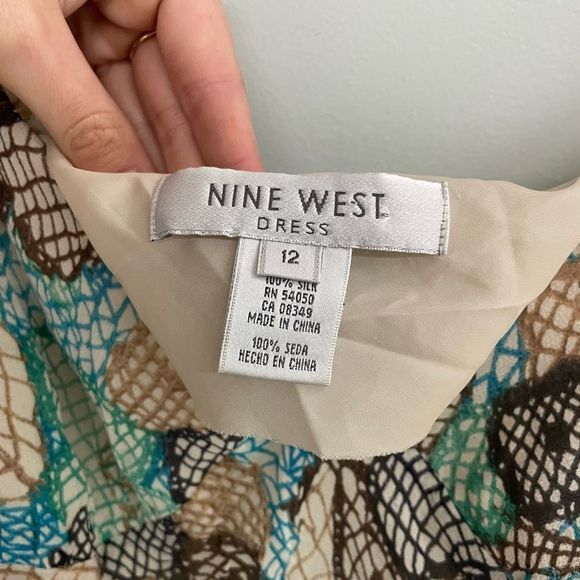 NINE WEST
DRESS
12
100% SILK
RN 54050
CA 08349
MADE IN CHINA
100% SEDA
HECHO EN CHINA